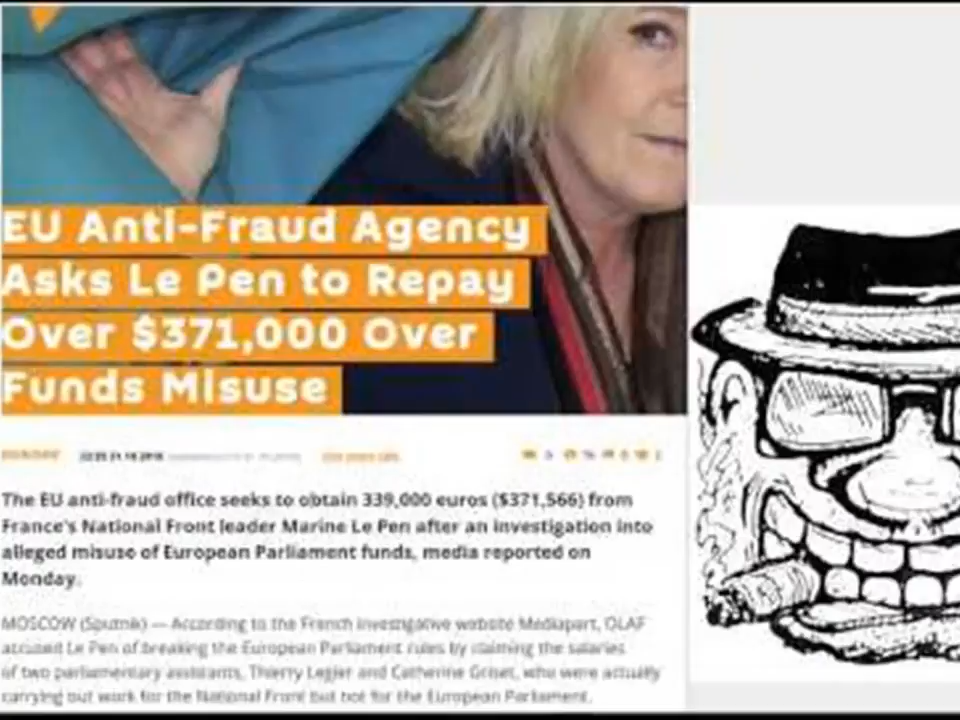 EU Anti-Fraud Agency
Asks Le Pen to Repay
Over $371,000 Over
Funds Misuse
The EU anti-fraud office seeks to obtain 339,000 euros ($371,566) from
France's National Front leader Marine Le Pen after an investigation into
alleged misuse of European Parliament funds, media reported on
Monday.
MOSCOW (Sputnik) — According to the French investigative website Mediapart, OLAF
accused Le Pen of breaking the European Parliament rules by claiming the salaries
of two parliamentary assistants, Thierry Legier and Catherine Griset, who were actually
carrying out work for the National Front but not for the European Parliament.